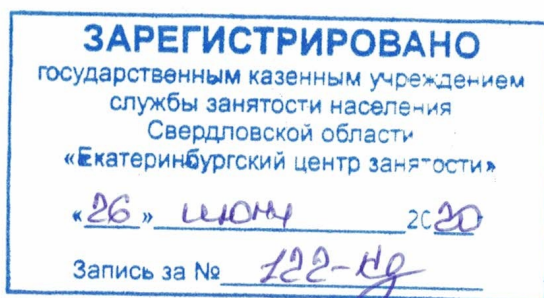 ЗАРЕГИСТРИРОВАНО
государственным казенным учреждением
службы занятости населения
Свердловской области
«Екатеринбургский центр занятости»
«26» июня 2020
Запись за № 122-кд